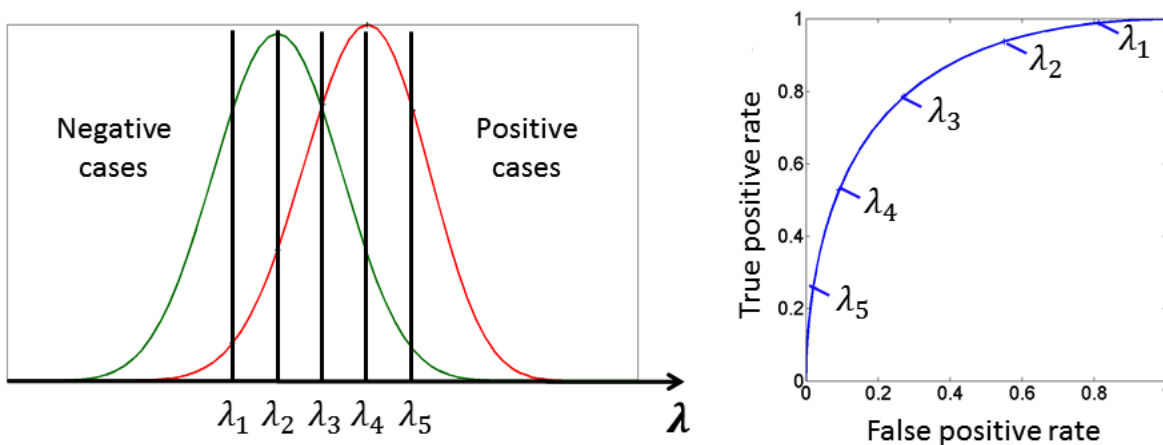 Negative
cases
Positive
cases
λ₁ λ₂ λ₃ λ₄ λ₅
λ
True positive rate
1
0.8
0.6
0.4
0.2
0
λ₁
λ₂
λ₃
λ₄
λ₅
0 0.2 0.4 0.6 0.8
False positive rate